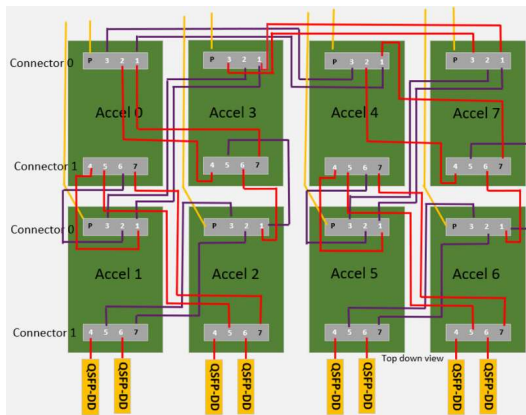 Connector 0
P 3 2 1
P 3 2 1
P 3 2 1
P 3 2 1
Accel 0
Accel 3
Accel 4
Accel 7
Connector 1
4 5 6 7
4 5 6 7
4 5 6 7
4 5 6 7
Connector 0
P 3 2 1
P 3 2 1
P 3 2 1
P 3 2 1
Accel 1
Accel 2
Accel 5
Accel 6
Connector 1
4 5 6 7
4 5 6 7
4 5 6 7
4 5 6 7
Top down view
QSFP-DD
QSFP-DD
QSFP-DD
QSFP-DD
QSFP-DD
QSFP-DD
QSFP-DD
QSFP-DD